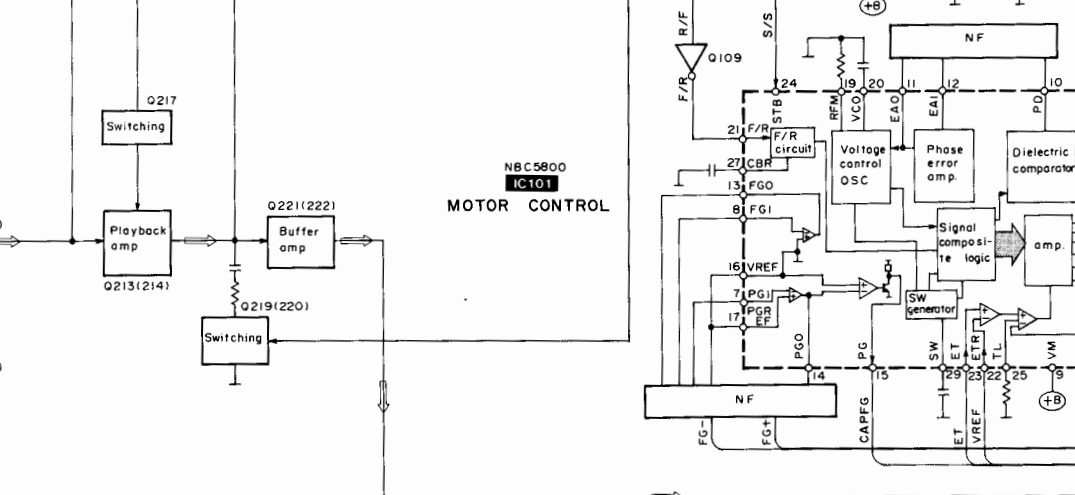 Q217
Switching
Playback
amp
Q213(214)
Q221(222)
Buffer
amp
Q219(220)
Switching
NBC5800
IC101
MOTOR CONTROL
R/F
S/S
+B
Q109
F/R
NF
24
19
20
11
12
10
STB
RFM
VCO
EAO
EAI
PD
21
F/R
F/R
circuit
27
CBR
13
FGO
8
FGI
16
VREF
7
PGI
17
PGR
EF
Voltage
control
OSC
Phase
error
amp.
Dielectric
comparator
Signal
composi-
te logic
amp.
SW
generator
PGO
PG
SW
ET
ETR
TL
VM
14
15
29
23
22
25
9
+B
NF
FG-
FG+
CAPFG
ET
VREF